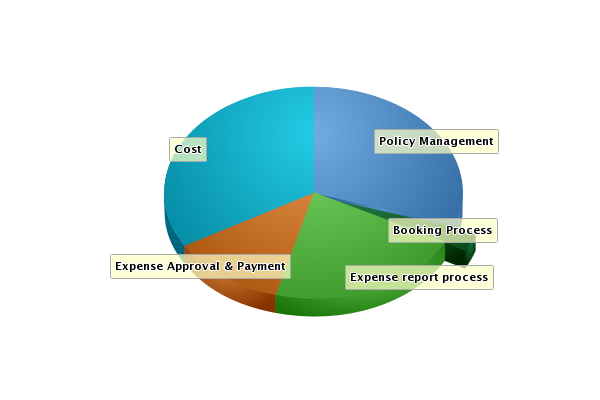 Policy Management
Cost
Booking Process
Expense Approval & Payment
Expense report process